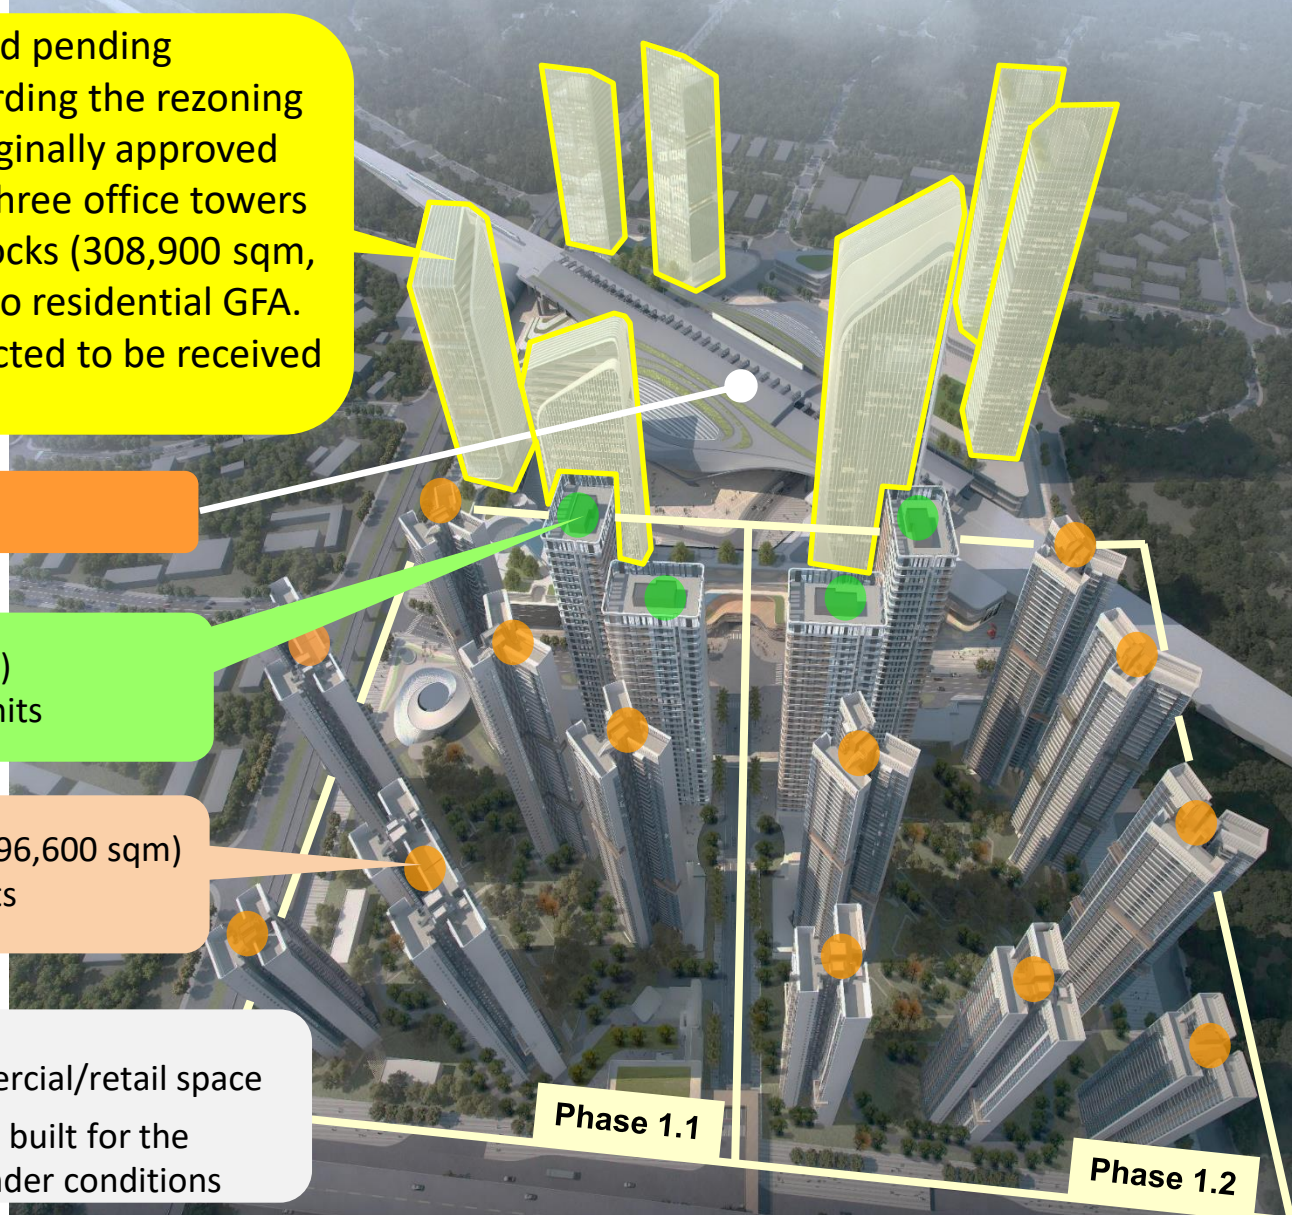 d pending
rding the rezoning
ginally approved
hree office towers
ocks (308,900 sqm,
o residential GFA.
cted to be received
)
nits
96,600 sqm)
ts
ercial/retail space
built for the
nder conditions
Phase 1.1
Phase 1.2